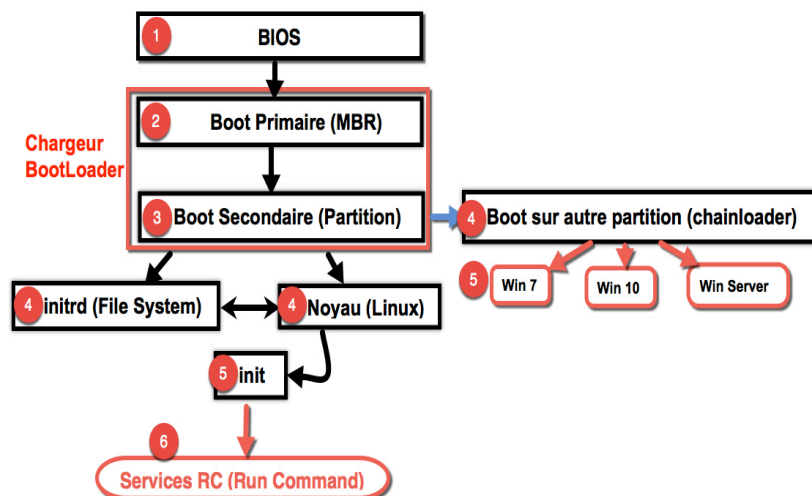 1 BIOS
2 Boot Primaire (MBR)
Chargeur
BootLoader
3 Boot Secondaire (Partition)
4 Boot sur autre partition (chainloader)
5 Win 7
Win 10
Win Server
4 initrd (File System)
4 Noyau (Linux)
5 init
6
Services RC (Run Command)